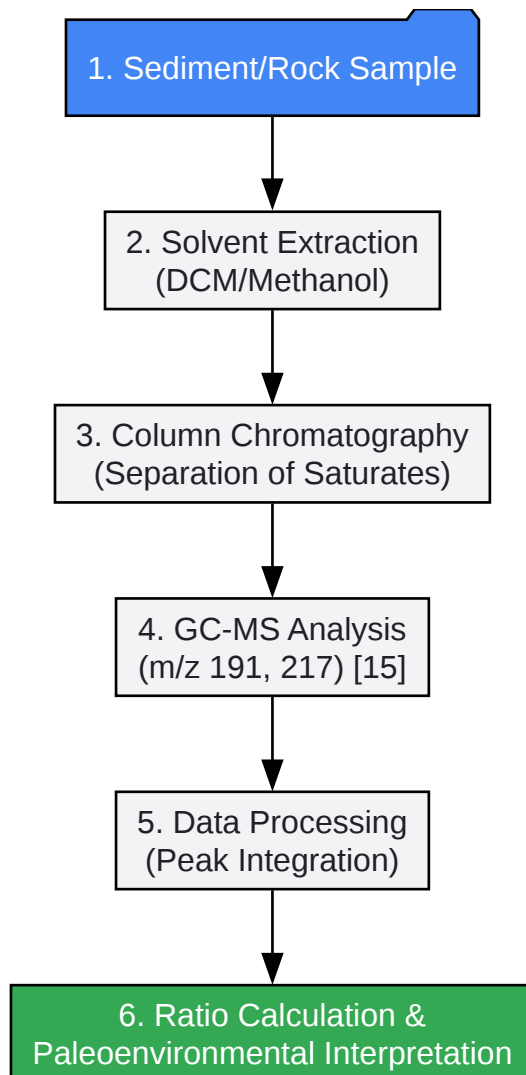 1. Sediment/Rock Sample
2. Solvent Extraction
(DCM/Methanol)
3. Column Chromatography
(Separation of Saturates)
4. GC-MS Analysis
(m/z 191, 217) [15]
5. Data Processing
(Peak Integration)
6. Ratio Calculation &
Paleoenvironmental Interpretation